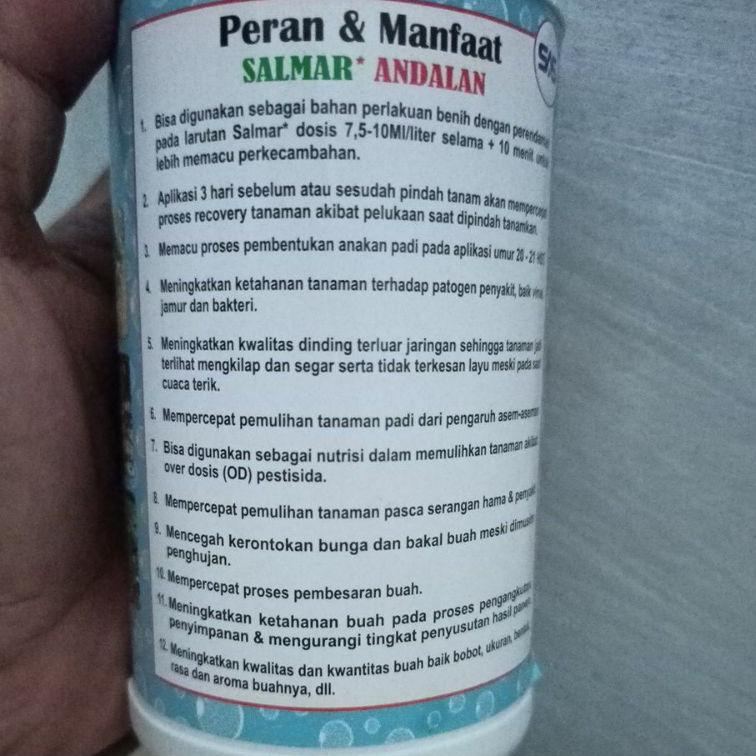 Peran & Manfaat
SALMAR* ANDALAN
1. Bisa digunakan sebagai bahan perlakuan benih dengan
pada larutan Salmar* dosis 7,5-10Ml/liter selama + 10 menit
lebih memacu perkecambahan.
2. Aplikasi 3 hari sebelum atau sesudah pindah tanam akan
proses recovery tanaman akibat pelukaan saat dipindah tanamkan.
3. Memacu proses pembentukan anakan padi pada aplikasi umur 20 - 21 HST
4. Meningkatkan ketahanan tanaman terhadap patogen penyakit, baik
jamur dan bakteri.
5. Meningkatkan kwalitas dinding terluar jaringan sehingga tanaman
terlihat mengkilap dan segar serta tidak terkesan layu meski pada
cuaca terik.
6. Mempercepat pemulihan tanaman padi dari pengaruh
7. Bisa digunakan sebagai nutrisi dalam memulihkan tanaman
over dosis (OD) pestisida.
8. Mempercepat pemulihan tanaman pasca serangan hama &
9. Mencegah kerontokan bunga dan bakal buah meski
penghujan.
10. Mempercepat proses pembesaran buah.
11. Meningkatkan ketahanan buah pada proses
penyimpanan & mengurangi tingkat penyusutan hasil
12. Meningkatkan kwalitas dan kwantitas buah baik bobot, ukuran,
rasa dan aroma buahnya, dll.